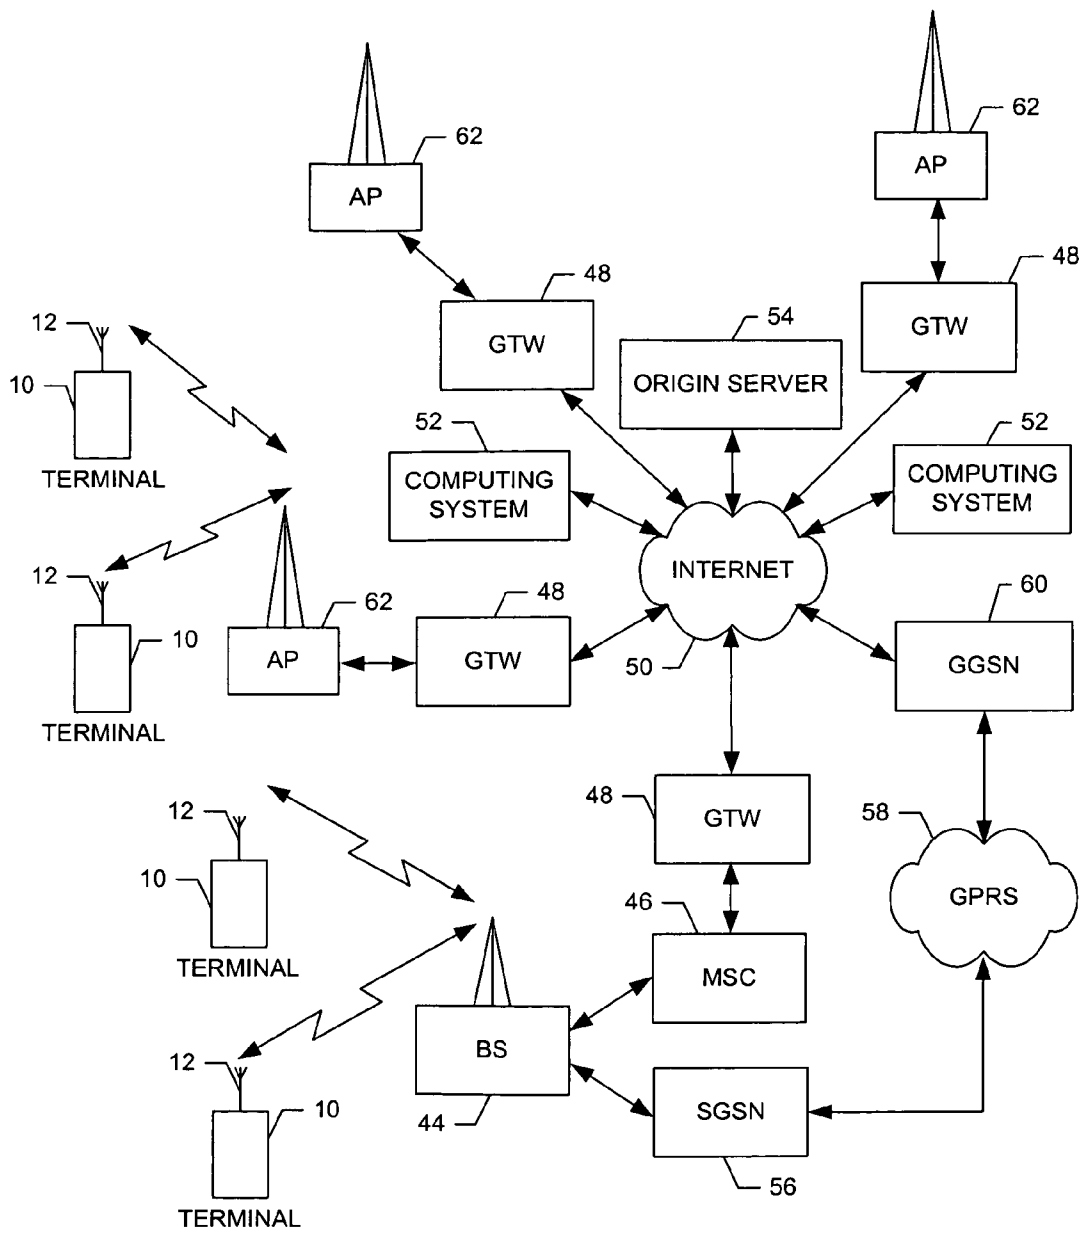 62
AP
62
AP
48
GTW
48
GTW
54
ORIGIN SERVER
12
10
TERMINAL
52
COMPUTING
SYSTEM
52
COMPUTING
SYSTEM
INTERNET
50
12
10
TERMINAL
62
AP
48
GTW
60
GGSN
48
GTW
58
GPRS
12
10
TERMINAL
46
MSC
BS
44
SGSN
56
12
10
TERMINAL